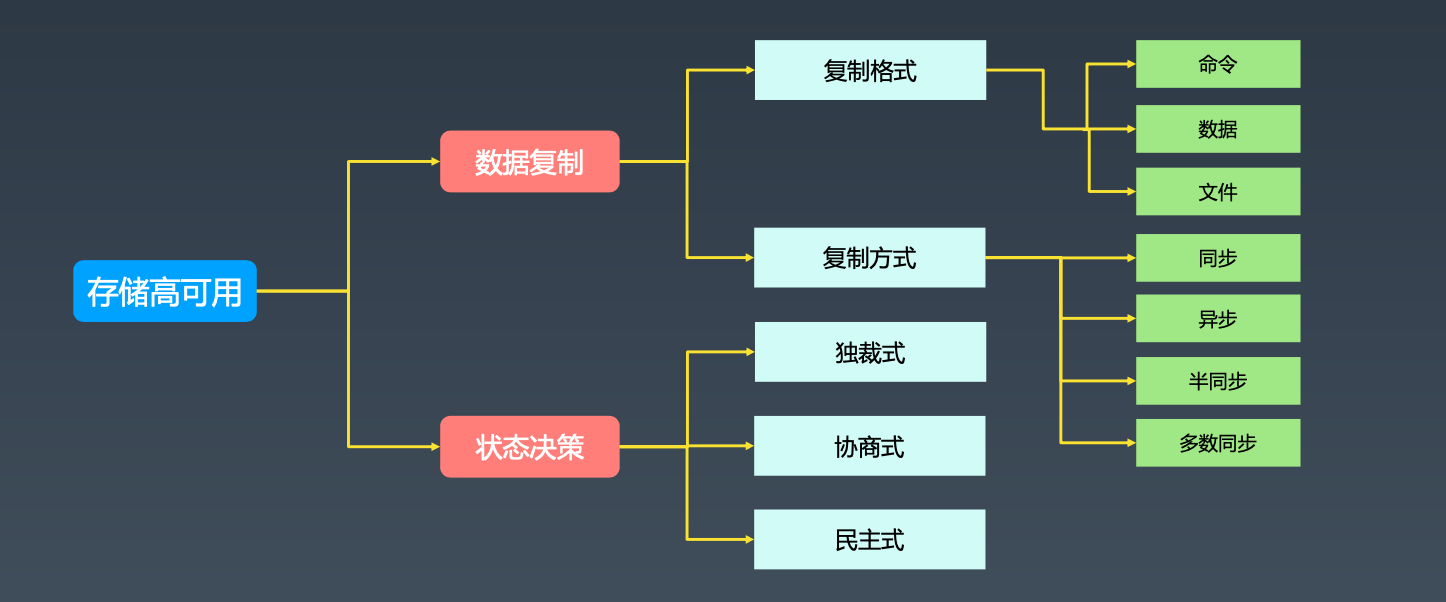 存储高可用
数据复制
复制格式
命令
数据
文件
复制方式
同步
异步
半同步
多数同步
状态决策
独裁式
协商式
民主式